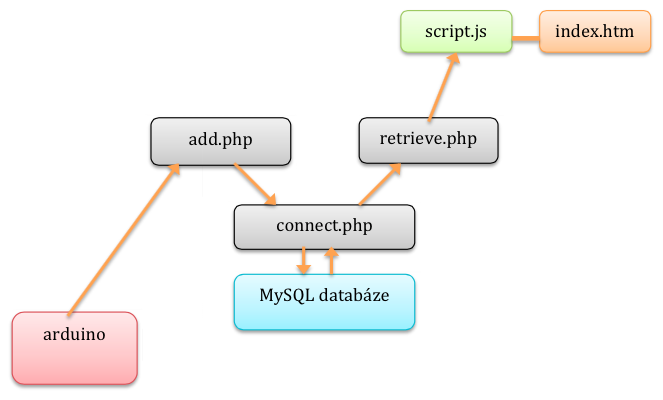 script.js
index.htm
add.php
retrieve.php
connect.php
MySQL databáze
arduino